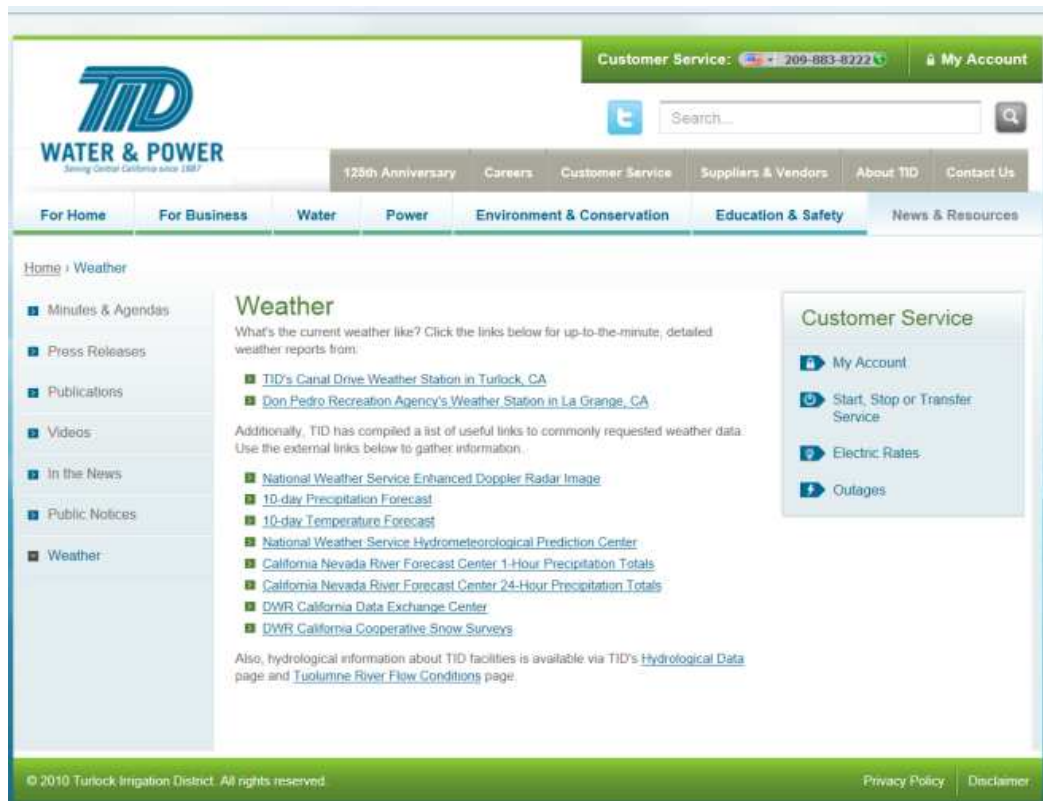 Customer Service: 209-883-8222
My Account
TID
WATER & POWER
Serving Central California since 1887
Search...
125th Anniversary Careers Customer Service Suppliers & Vendors About TID Contact Us
For Home For Business Water Power Environment & Conservation Education & Safety News & Resources
Home › Weather
Minutes & Agendas
Press Releases
Publications
Videos
In the News
Public Notices
Weather
Weather
What's the current weather like? Click the links below for up-to-the-minute, detailed
weather reports from:
TID's Canal Drive Weather Station in Turlock, CA
Don Pedro Recreation Agency's Weather Station in La Grange, CA
Additionally, TID has compiled a list of useful links to commonly requested weather data.
Use the external links below to gather information.
National Weather Service Enhanced Doppler Radar Image
10-day Precipitation Forecast
10-day Temperature Forecast
National Weather Service Hydrometeorological Prediction Center
California Nevada River Forecast Center 1-Hour Precipitation Totals
California Nevada River Forecast Center 24-Hour Precipitation Totals
DWR California Data Exchange Center
DWR California Cooperative Snow Surveys
Also, hydrological information about TID facilities is available via TID's Hydrological Data
page and Tuolumne River Flow Conditions page.
Customer Service
My Account
Start, Stop or Transfer
Service
Electric Rates
Outages
© 2010 Turlock Irrigation District. All rights reserved.
Privacy Policy Disclaimer